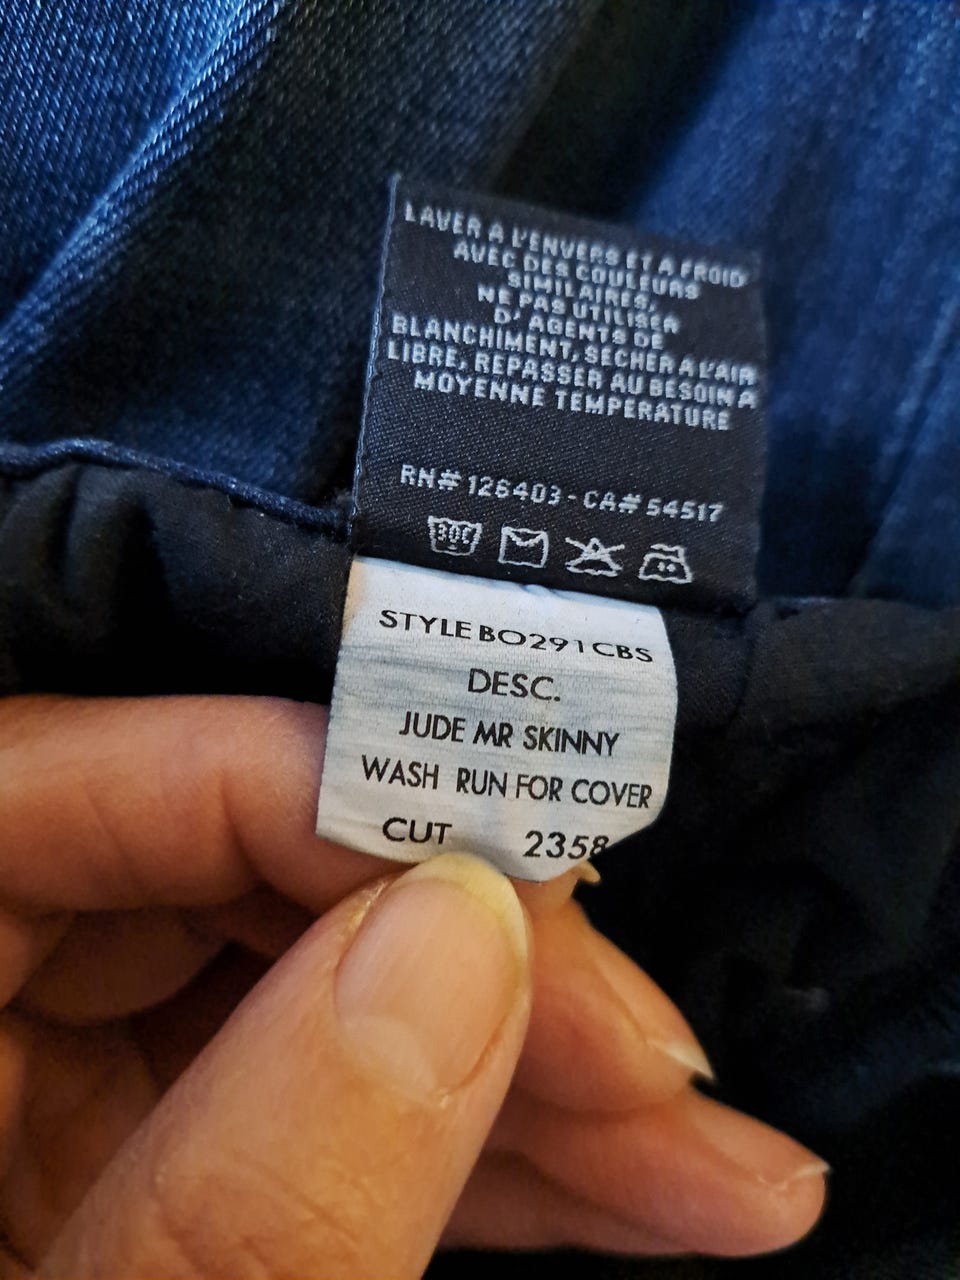 LAVER A L'ENVERS ET A FROID
AVEC DES COULEURS
SIMILAIRES,
NE PAS UTILISER
D'AGENTS DE
BLANCHIMENT, SECHER A L'AIR
LIBRE, REPASSER AU BESOIN A
MOYENNE TEMPERATURE
RN# 126403 - CA# 54517
30C
STYLE BO291CBS
DESC.
JUDE MR SKINNY
WASH RUN FOR COVER
CUT 2358